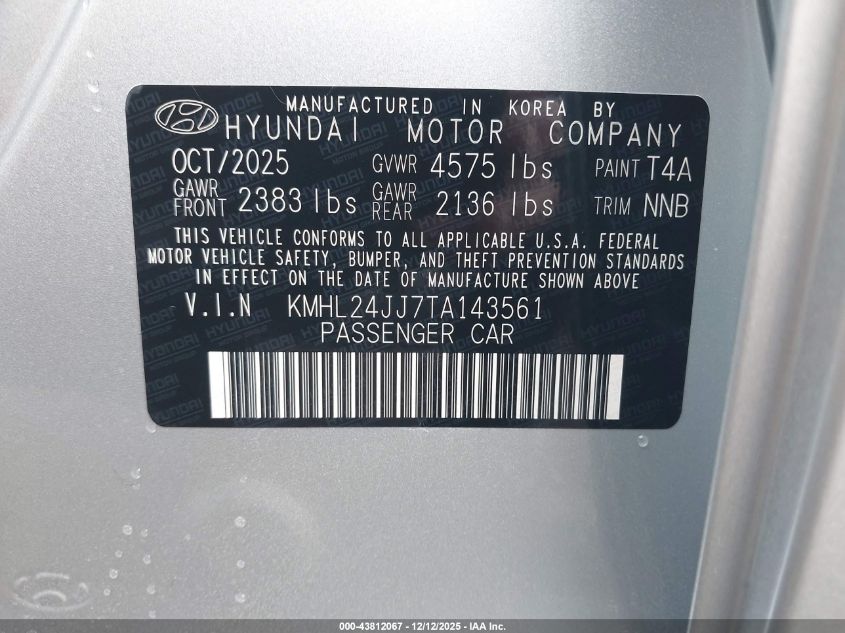 MANUFACTURED IN KOREA BY
HYUNDAI MOTOR COMPANY
OCT/2025 GVWR 4575 lbs PAINT T4A
GAWR FRONT 2383 lbs GAWR REAR 2136 lbs TRIM NNB
THIS VEHICLE CONFORMS TO ALL APPLICABLE U.S.A. FEDERAL
MOTOR VEHICLE SAFETY, BUMPER, AND THEFT PREVENTION STANDARDS
IN EFFECT ON THE DATE OF MANUFACTURE SHOWN ABOVE
V.I.N KMHL24JJ7TA143561
PASSENGER CAR
000-43812067 - 12/12/2025 - IAA Inc.